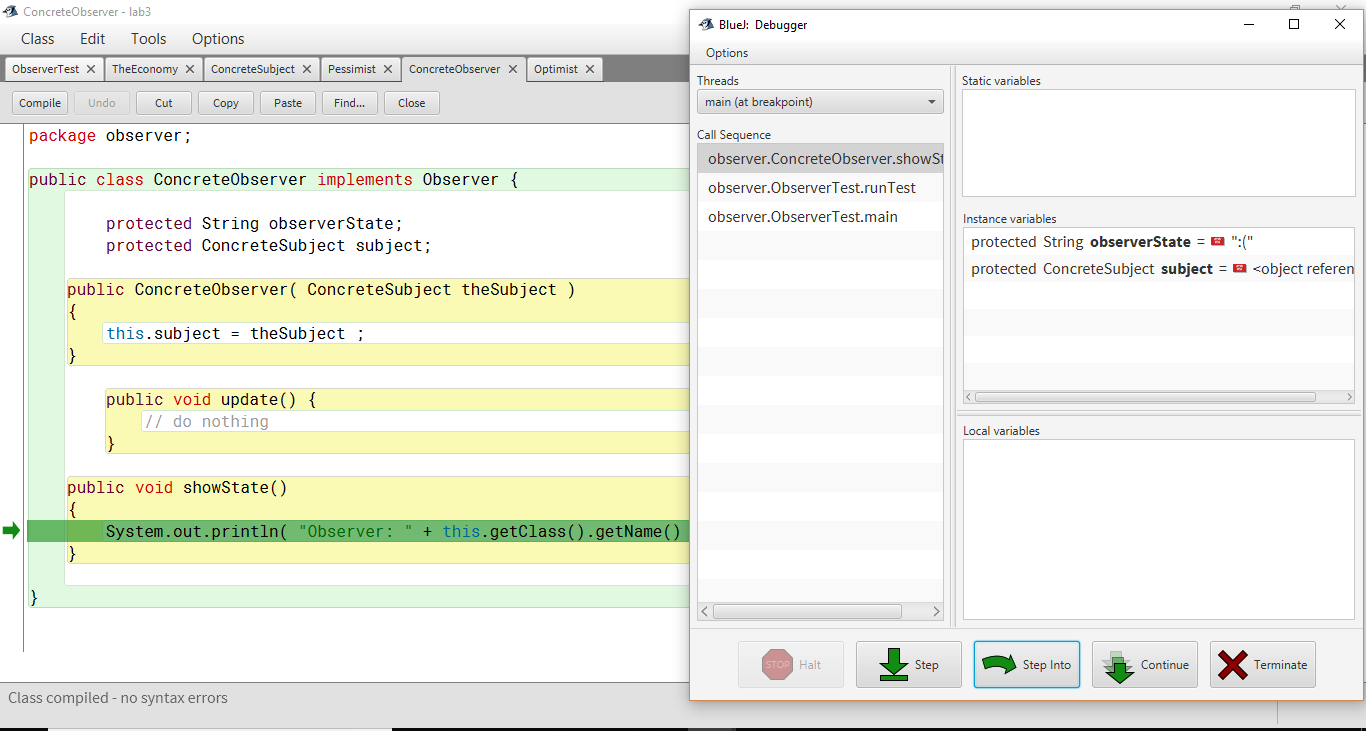 ConcreteObserver - lab3
Class Edit Tools Options
ObserverTest TheEconomy ConcreteSubject Pessimist ConcreteObserver Optimist
Compile Undo Cut Copy Paste Find... Close
package observer;
public class ConcreteObserver implements Observer {
protected String observerState;
protected ConcreteSubject subject;
public ConcreteObserver( ConcreteSubject theSubject )
{
this.subject = theSubject ;
}
public void update() {
// do nothing
}
public void showState()
{
System.out.println( "Observer: " + this.getClass().getName()
}
}
Class compiled - no syntax errors
BlueJ: Debugger
Options
Threads
main (at breakpoint)
Call Sequence
observer.ConcreteObserver.showSt
observer.ObserverTest.runTest
observer.ObserverTest.main
Static variables
Instance variables
protected String observerState = ":("
protected ConcreteSubject subject = <object referen
Local variables
STOP Halt Step Step Into Continue Terminate